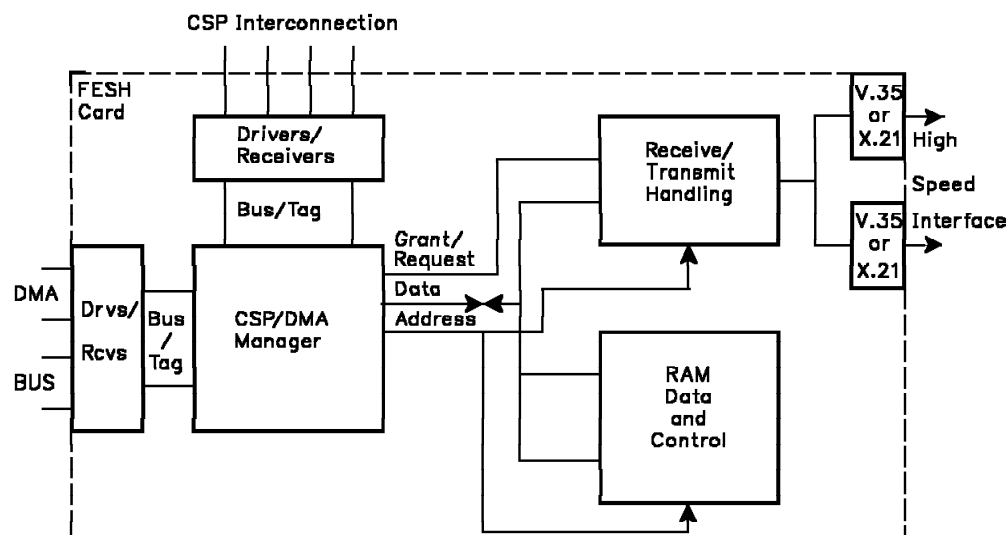 CSP Interconnection
FESH
Card
Drivers/
Receivers
Bus/Tag
Receive/
Transmit
Handling
V.35
or
X.21
High
Speed
Interface
V.35
or
X.21
Grant/
Request
Data
Address
DMA
BUS
Drvs/
Rcvs
Bus
/
Tag
CSP/DMA
Manager
RAM
Data
and
Control